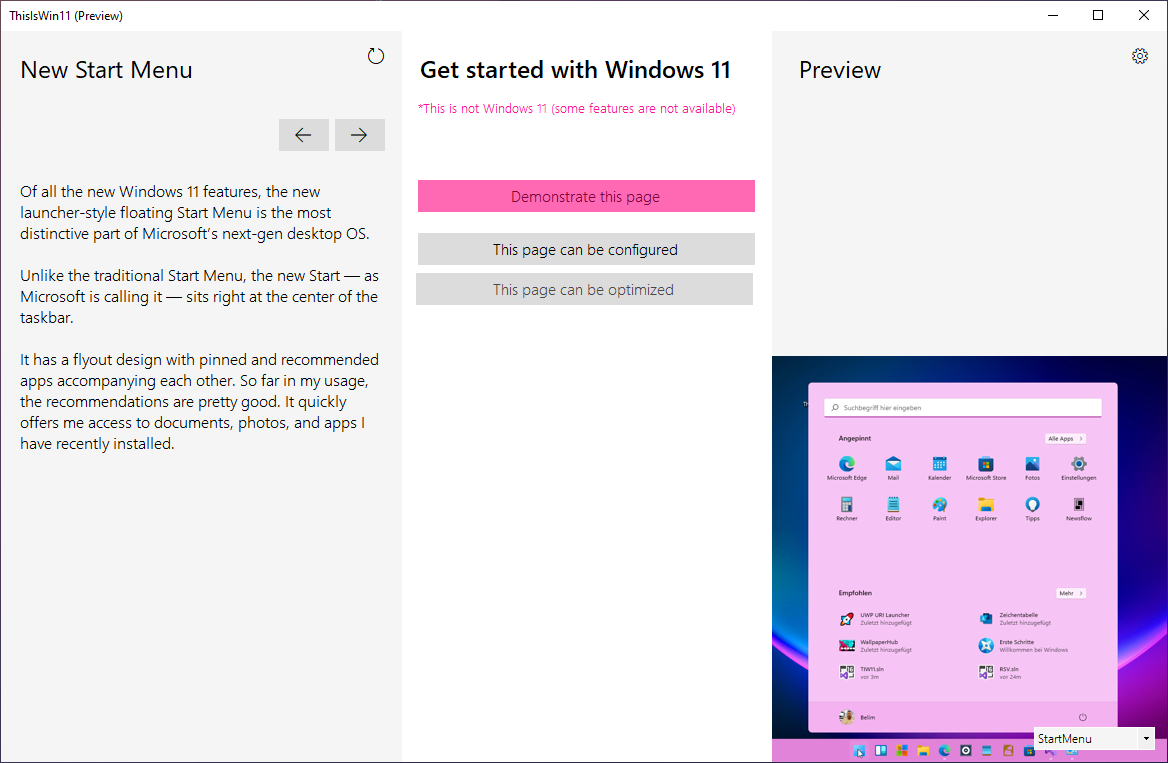 ThisIsWin11 (Preview)
New Start Menu
Of all the new Windows 11 features, the new
launcher-style floating Start Menu is the most
distinctive part of Microsoft's next-gen desktop OS.
Unlike the traditional Start Menu, the new Start — as
Microsoft is calling it — sits right at the center of the
taskbar.
It has a flyout design with pinned and recommended
apps accompanying each other. So far in my usage,
the recommendations are pretty good. It quickly
offers me access to documents, photos, and apps I
have recently installed.
Get started with Windows 11
*This is not Windows 11 (some features are not available)
Demonstrate this page
This page can be configured
This page can be optimized
Preview
Suchbegriff hier eingeben
Angepinnt
Alle Apps
Microsoft Edge
Mail
Kalender
Microsoft Store
Fotos
Einstellungen
Rechner
Editor
Paint
Explorer
Tipps
Newsflow
Empfohlen
Mehr
UWP URI Launcher
Zuletzt hinzugefügt
Zeichentabelle
Zuletzt hinzugefügt
WallpaperHub
Zuletzt hinzugefügt
Erste Schritte
Willkommen bei Windows
TIW11.sln
vor 3m
RSV.sln
vor 24m
Belim
StartMenu